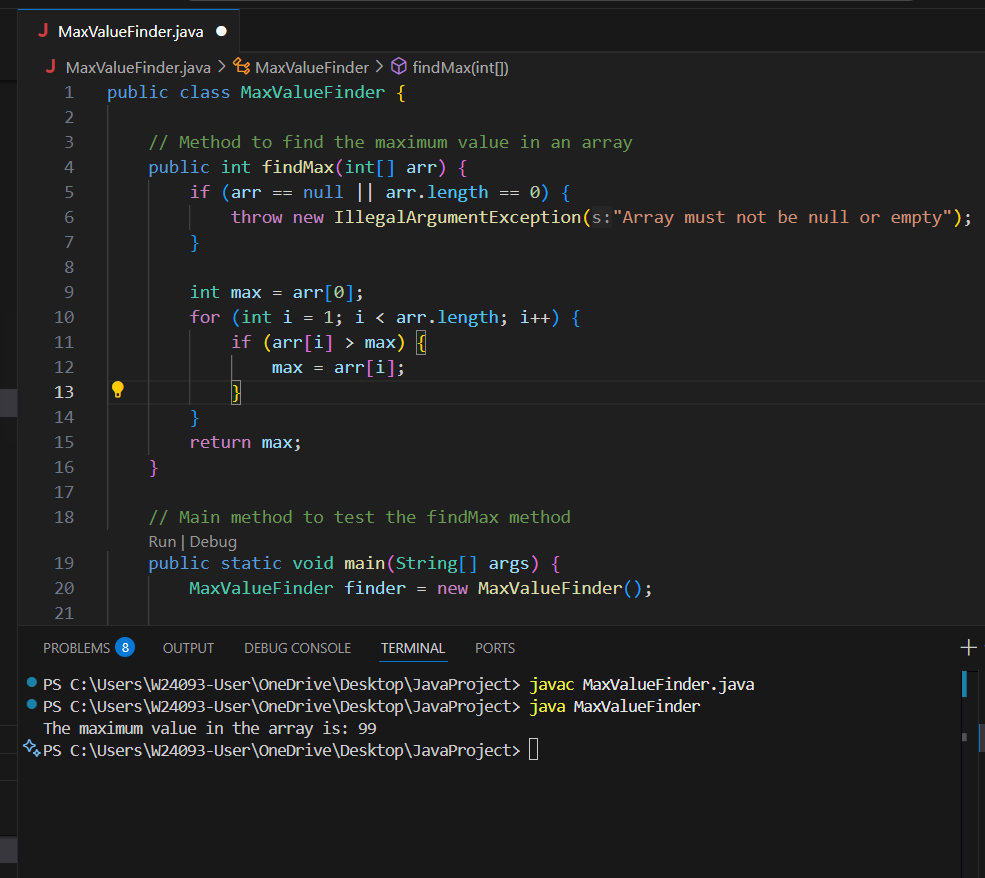 MaxValueFinder.java
MaxValueFinder.java > MaxValueFinder > findMax(int[])
1 public class MaxValueFinder {
2
3 // Method to find the maximum value in an array
4 public int findMax(int[] arr) {
5 if (arr == null || arr.length == 0) {
6 throw new IllegalArgumentException(s:"Array must not be null or empty");
7 }
8
9 int max = arr[0];
10 for (int i = 1; i < arr.length; i++) {
11 if (arr[i] > max) {
12 max = arr[i];
13 }
14 }
15 return max;
16 }
17
18 // Main method to test the findMax method
Run | Debug
19 public static void main(String[] args) {
20 MaxValueFinder finder = new MaxValueFinder();
21
PROBLEMS 8 OUTPUT DEBUG CONSOLE TERMINAL PORTS
PS C:\Users\W24093-User\OneDrive\Desktop\JavaProject> javac MaxValueFinder.java
PS C:\Users\W24093-User\OneDrive\Desktop\JavaProject> java MaxValueFinder
The maximum value in the array is: 99
PS C:\Users\W24093-User\OneDrive\Desktop\JavaProject>